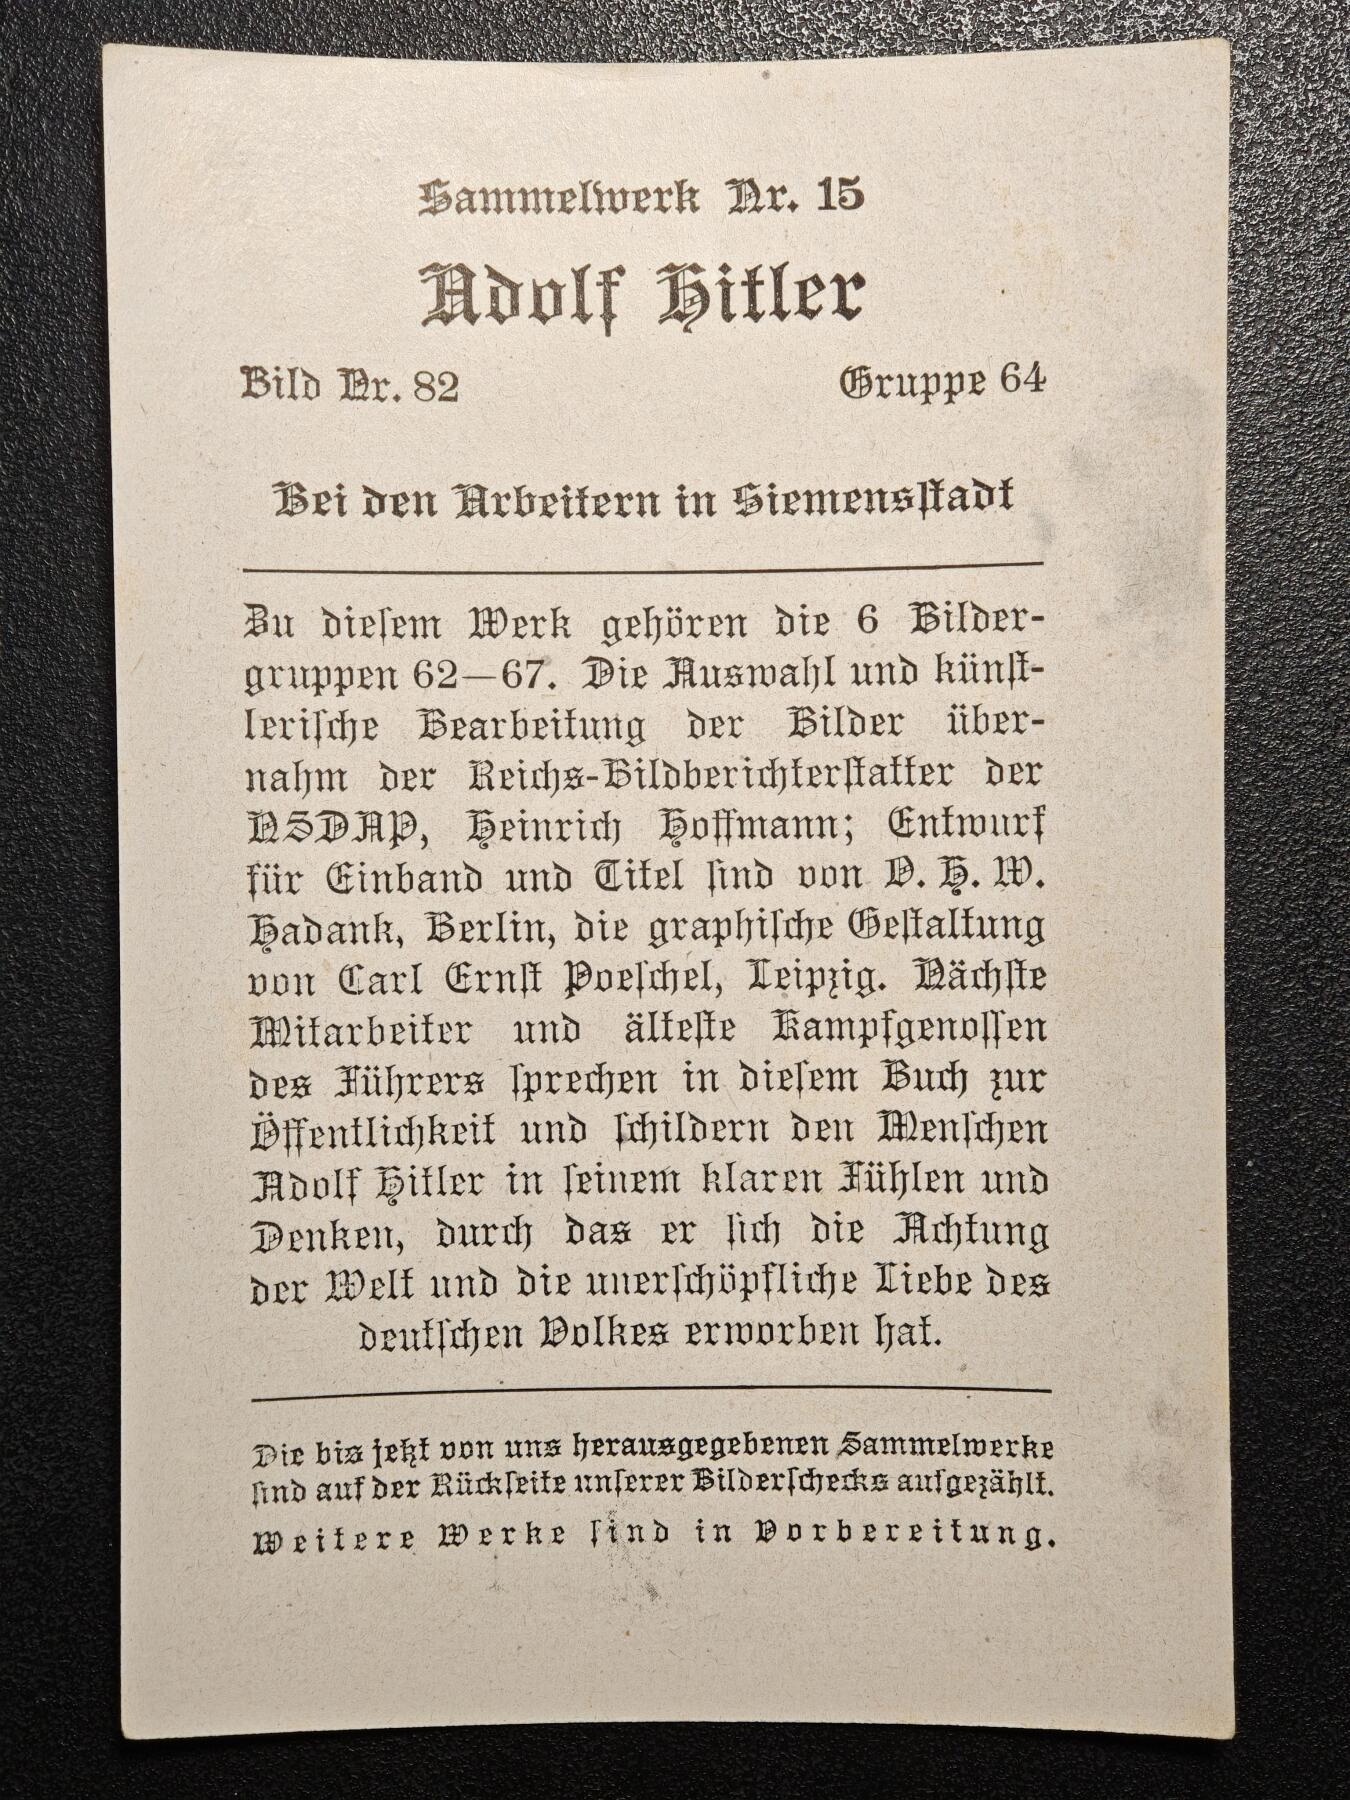 Sammelwerk Nr. 15
Adolf Hitler
Bild Nr. 82 Gruppe 64
Bei den Arbeitern in Siemensſtadt
Zu dieſem Werk gehören die 6 Bilder-
gruppen 62—67. Die Auswahl und künſt-
leriſche Bearbeitung der Bilder über-
nahm der Reichs-Bildberichterſtatter der
NSDAP, Heinrich Hoffmann; Entwurf
für Einband und Titel ſind von O. H. W.
Hadank, Berlin, die graphiſche Geſtaltung
von Carl Ernſt Poeſchel, Leipzig. Nächſte
Mitarbeiter und älteſte Kampfgenoſſen
des Führers ſprechen in dieſem Buch zur
Öffentlichkeit und ſchildern den Menſchen
Adolf Hitler in ſeinem klaren Fühlen und
Denken, durch das er ſich die Achtung
der Welt und die unerſchöpfliche Liebe des
deutſchen Volkes erworben hat.
Die bis jetzt von uns herausgegebenen Sammelwerke
ſind auf der Rückſeite unſerer Bilderſchecks aufgezählt.
Weitere Werke ſind in Vorbereitung.